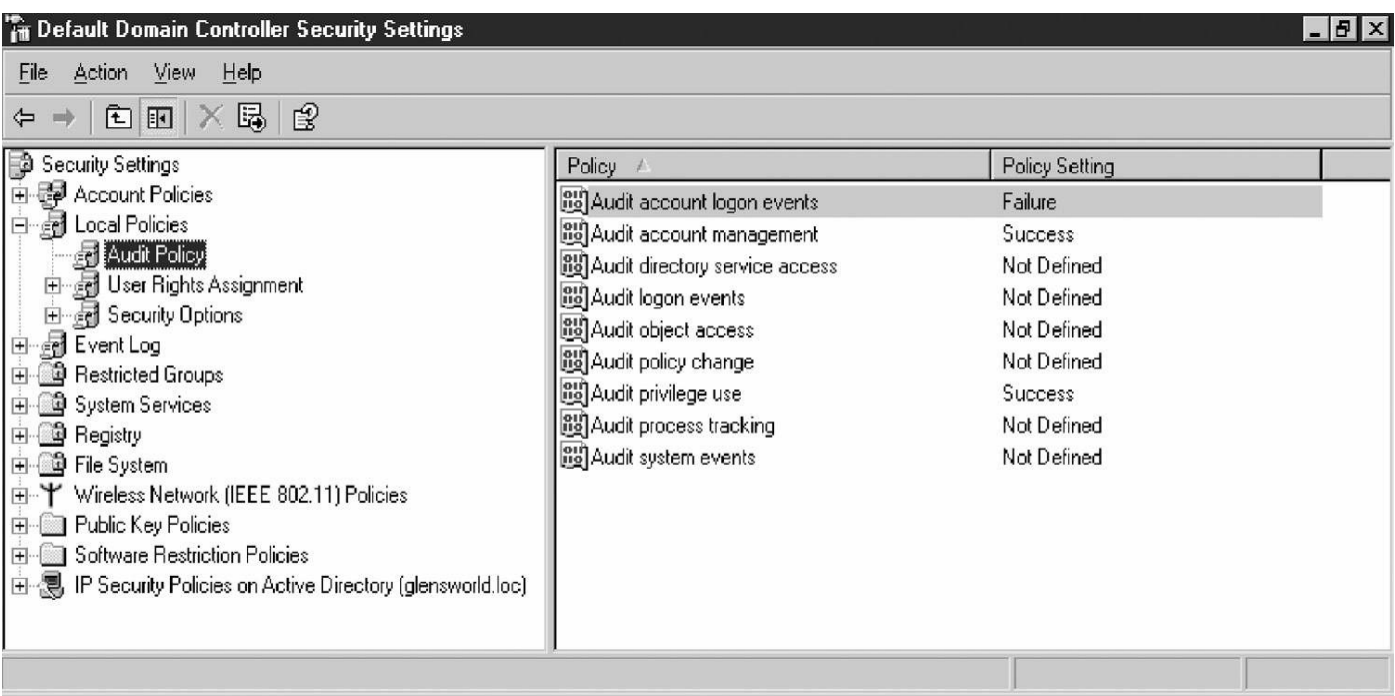 Default Domain Controller Security Settings
File Action View Help
Security Settings
Account Policies
Local Policies
Audit Policy
User Rights Assignment
Security Options
Event Log
Restricted Groups
System Services
Registry
File System
Wireless Network (IEEE 802.11) Policies
Public Key Policies
Software Restriction Policies
IP Security Policies on Active Directory (glensworld.loc)
Policy Policy Setting
Audit account logon events Failure
Audit account management Success
Audit directory service access Not Defined
Audit logon events Not Defined
Audit object access Not Defined
Audit policy change Not Defined
Audit privilege use Success
Audit process tracking Not Defined
Audit system events Not Defined